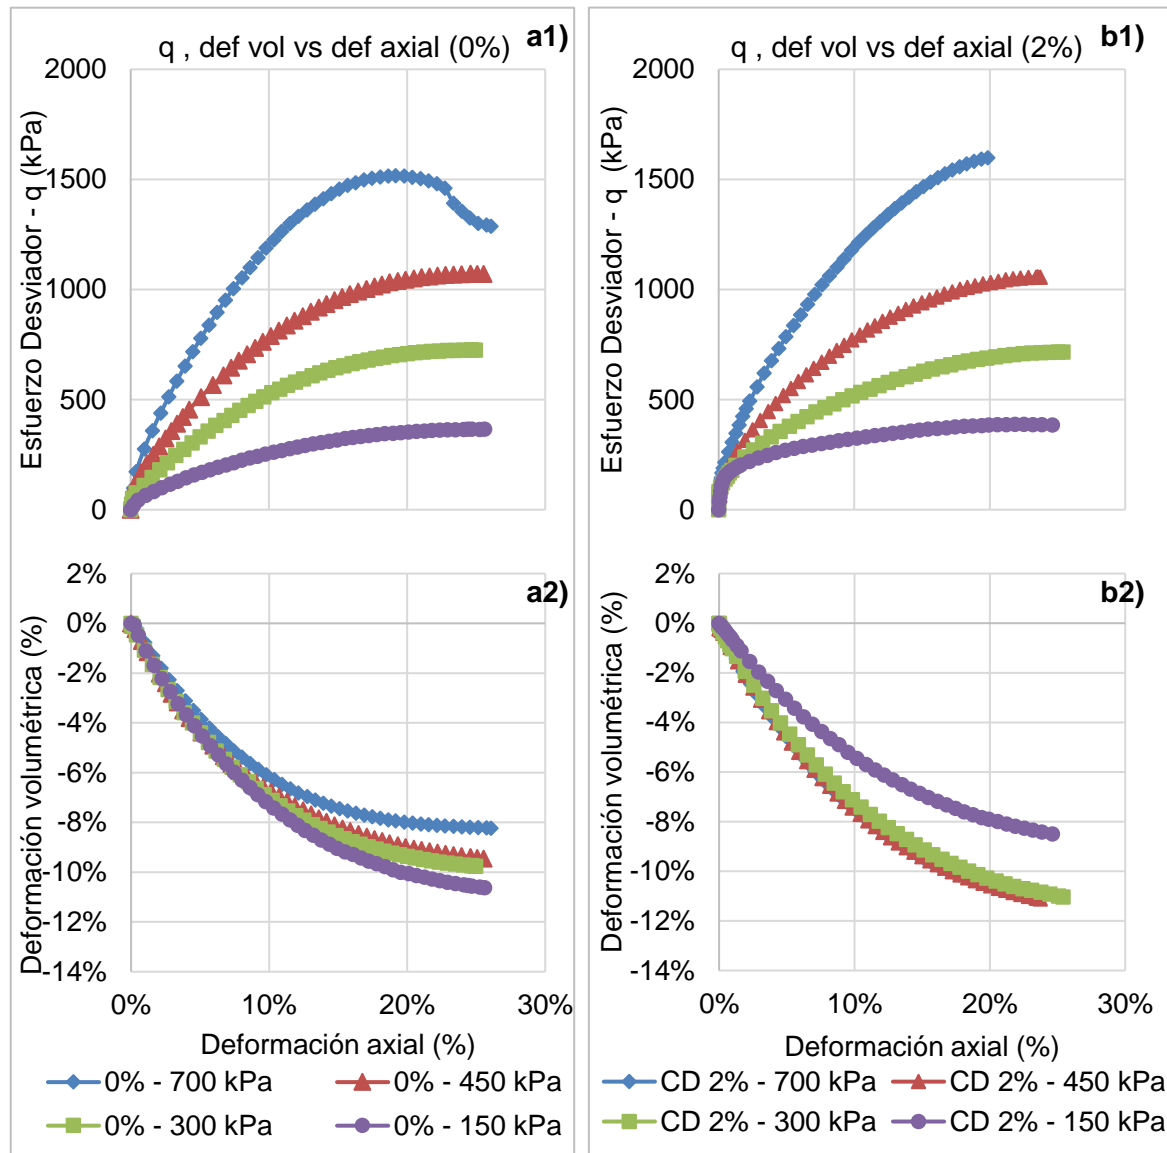 q , def vol vs def axial (0%)
a1)
2000
1500
1000
500
0
Esfuerzo Desviador - q (kPa)
2%
0%
-2%
-4%
-6%
-8%
-10%
-12%
-14%
Deformación volumétrica (%)
a2)
0% 10% 20% 30%
Deformación axial (%)
0% - 700 kPa 0% - 450 kPa
0% - 300 kPa 0% - 150 kPa
q , def vol vs def axial (2%)
b1)
2000
1500
1000
500
0
Esfuerzo Desviador - q (kPa)
2%
0%
-2%
-4%
-6%
-8%
-10%
-12%
-14%
Deformación volumétrica (%)
b2)
0% 10% 20% 30%
Deformación axial (%)
CD 2% - 700 kPa CD 2% - 450 kPa
CD 2% - 300 kPa CD 2% - 150 kPa